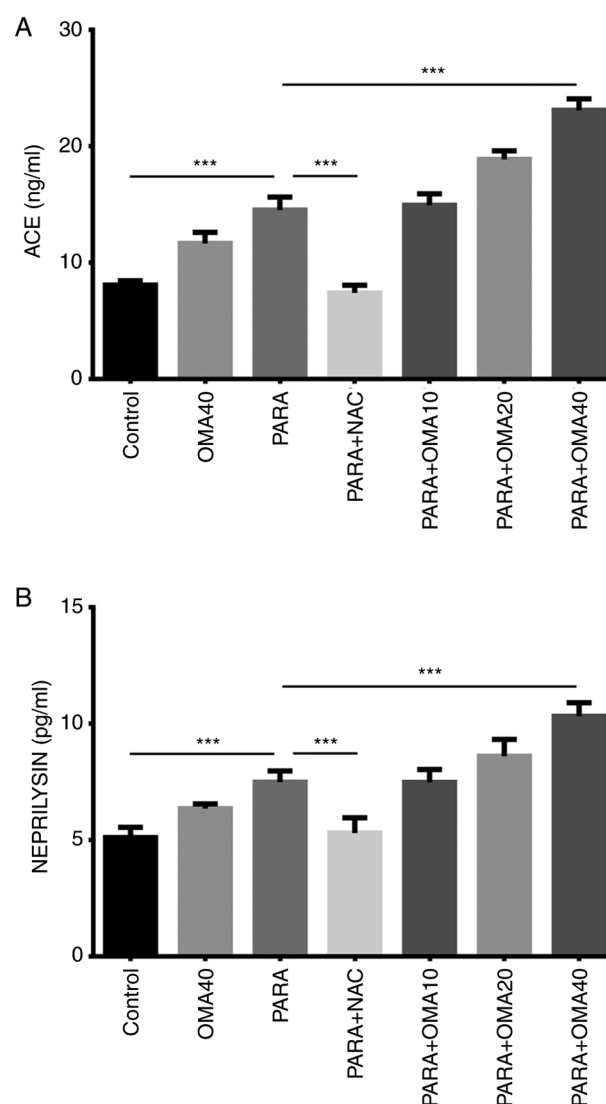 A
30
***
20
***
***
ACE (ng/ml)
10
0
Control
OMA40
PARA
PARA+NAC
PARA+OMA10
PARA+OMA20
PARA+OMA40
B
15
***
10
***
***
NEPRILYSIN (pg/ml)
5
0
Control
OMA40
PARA
PARA+NAC
PARA+OMA10
PARA+OMA20
PARA+OMA40